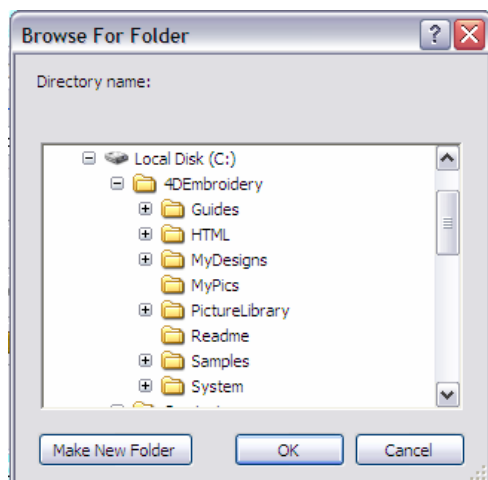 Browse For Folder
Directory name:
Local Disk (C:)
4DEmbroidery
Guides
HTML
MyDesigns
MyPics
PictureLibrary
Readme
Samples
System
Make New Folder
OK
Cancel